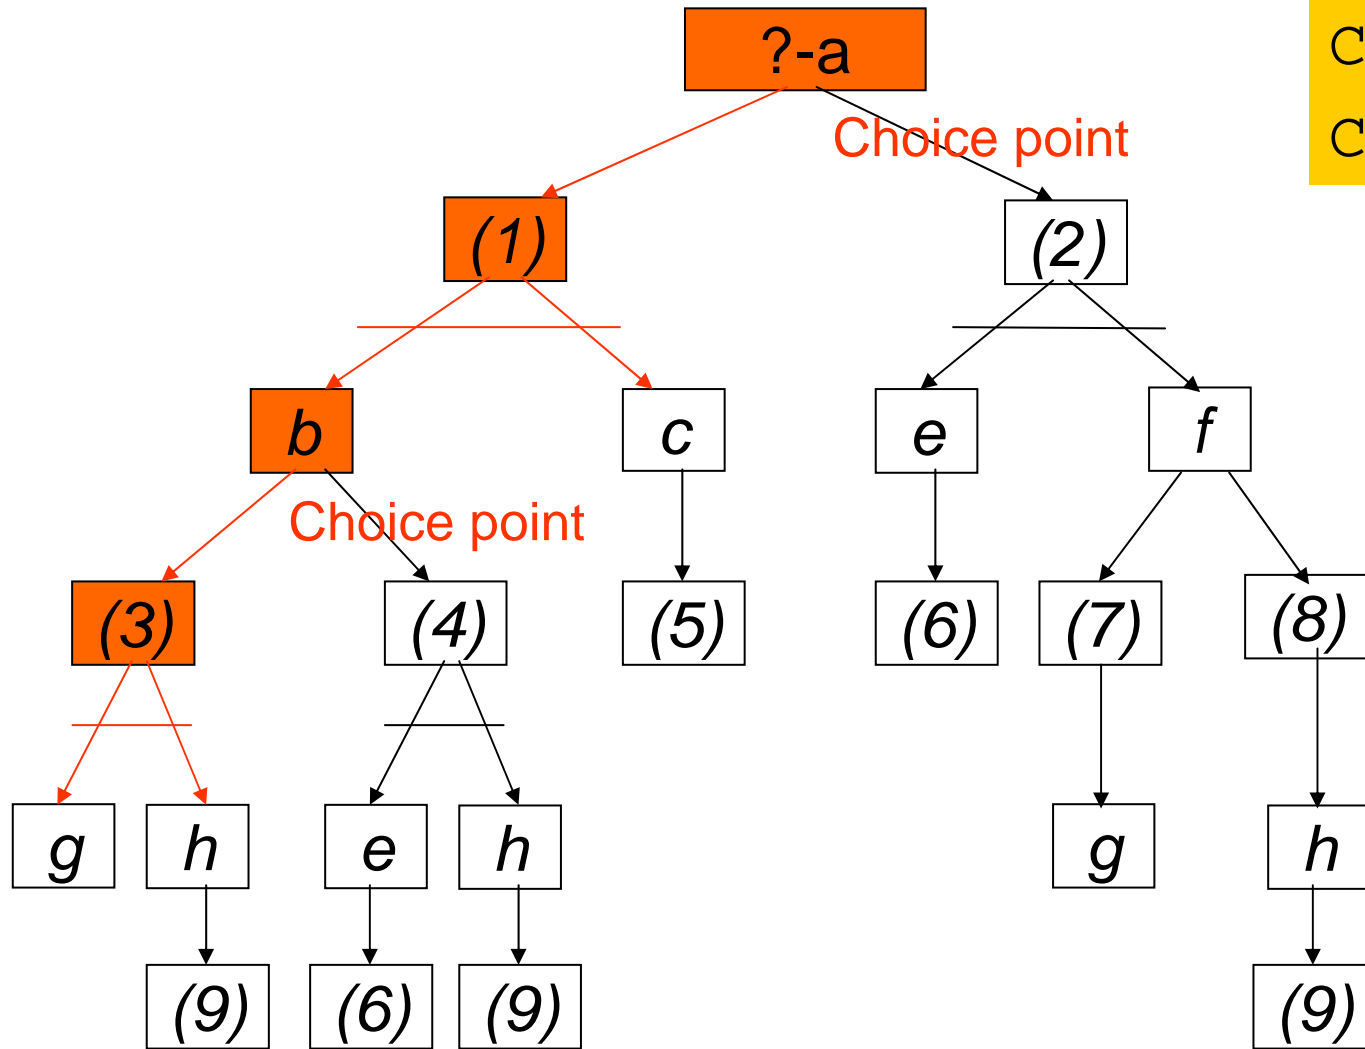 ?-a
C
Choice point
C
(1)
(2)
b
c
e
f
Choice point
(3)
(4)
(5)
(6)
(7)
(8)
g
h
e
h
g
h
(9)
(6)
(9)
(9)